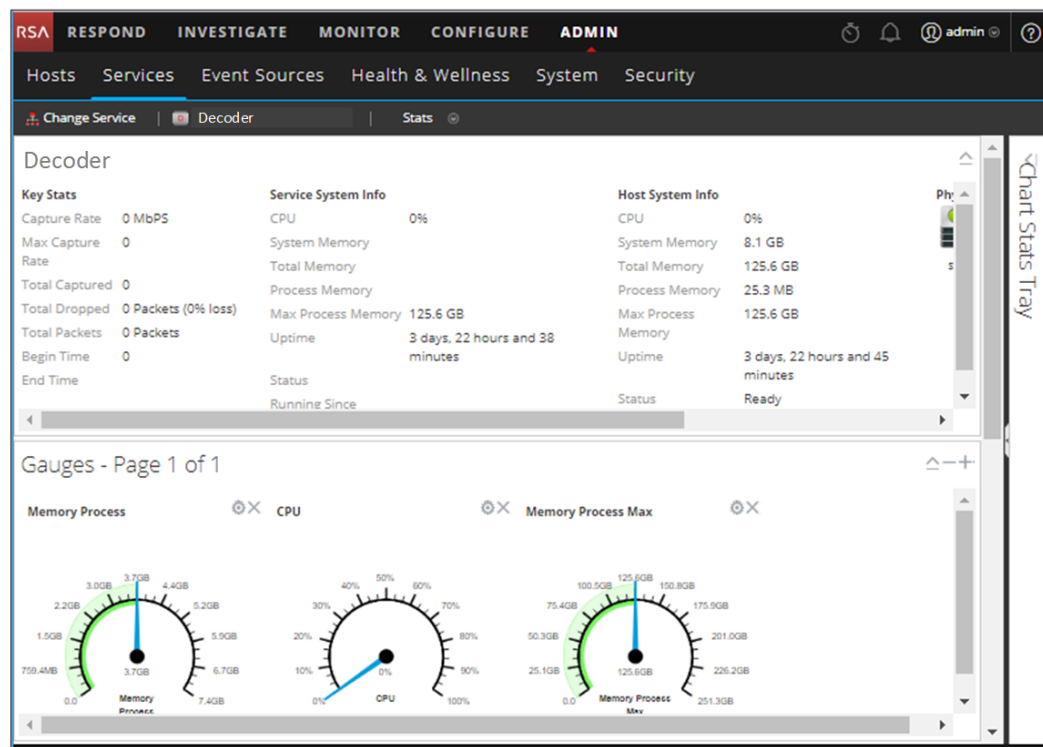 RSA RESPOND INVESTIGATE MONITOR CONFIGURE ADMIN admin
Hosts Services Event Sources Health & Wellness System Security
Change Service | Decoder | Stats
Decoder
Key Stats
Capture Rate 0 MbPS
Max Capture Rate 0
Total Captured 0
Total Dropped 0 Packets (0% loss)
Total Packets 0 Packets
Begin Time 0
End Time
Service System Info
CPU 0%
System Memory
Total Memory
Process Memory
Max Process Memory 125.6 GB
Uptime 3 days, 22 hours and 38 minutes
Status
Running Since
Host System Info
CPU 0%
System Memory 8.1 GB
Total Memory 125.6 GB
Process Memory 25.3 MB
Max Process Memory 125.6 GB
Uptime 3 days, 22 hours and 45 minutes
Status Ready
Phy
s
Chart Stats Tray
Gauges - Page 1 of 1
Memory Process
0.0
759.4MB
1.5GB
2.2GB
3.0GB
3.7GB
4.4GB
5.2GB
5.9GB
6.7GB
7.4GB
3.7GB
Memory
Process
CPU
0%
10%
20%
30%
40%
50%
60%
70%
80%
90%
100%
0%
CPU
Memory Process Max
0.0
25.1GB
50.3GB
75.4GB
100.5GB
125.6GB
150.8GB
175.9GB
201.0GB
226.2GB
251.3GB
125.6GB
Memory Process
Max